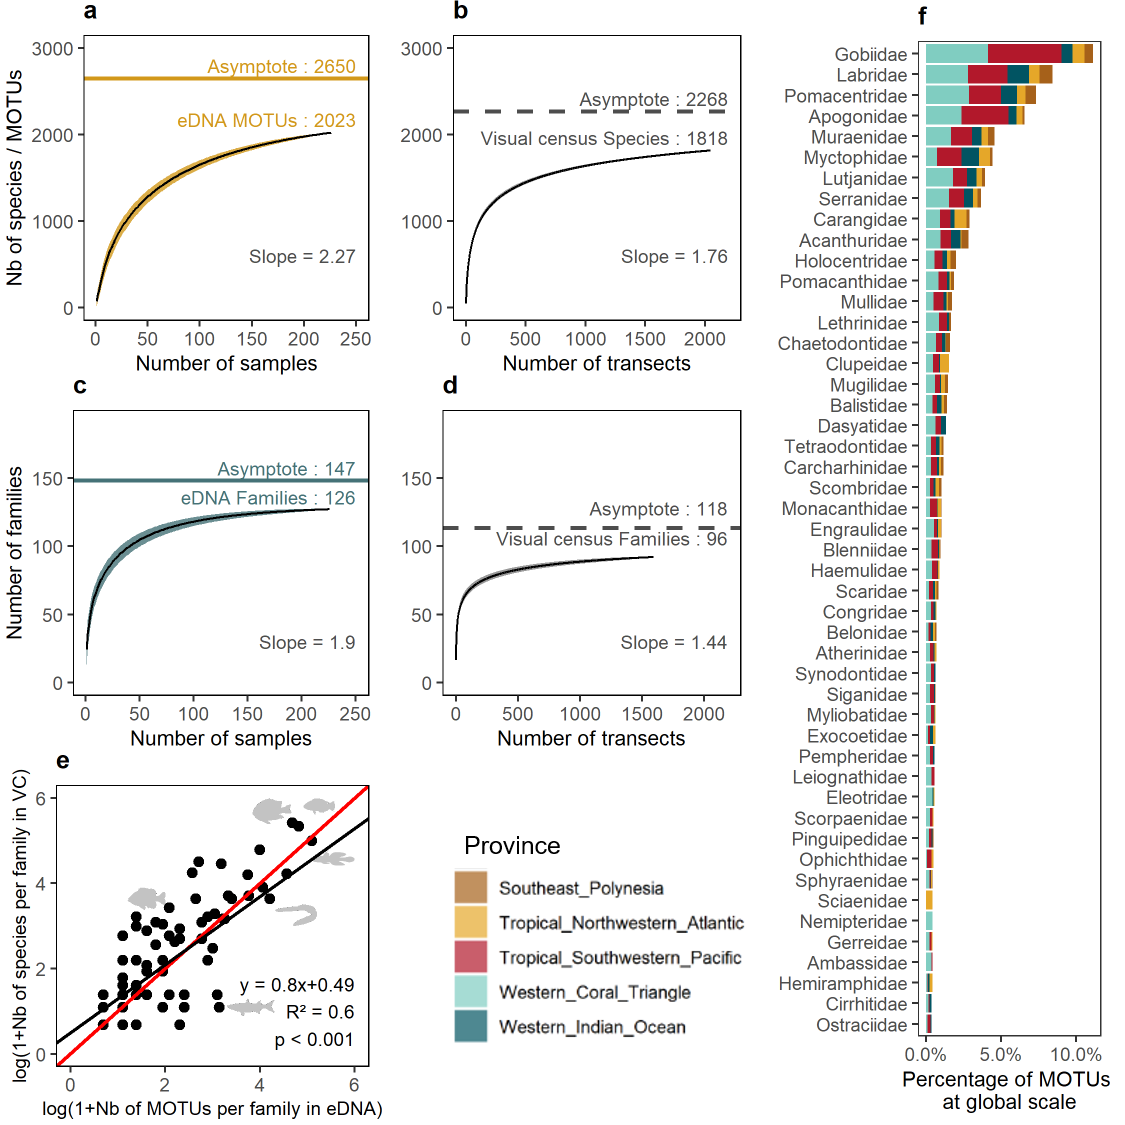 a
Nb of species / MOTUs
3000
2000
1000
0
Asymptote : 2650
eDNA MOTUs : 2023
Slope = 2.27
0 50 100 150 200 250
Number of samples
b
3000
2000
1000
0
Asymptote : 2268
Visual census Species : 1818
Slope = 1.76
0 500 1000 1500 2000
Number of transects
c
Number of families
150
100
50
0
Asymptote : 147
eDNA Families : 126
Slope = 1.9
0 50 100 150 200 250
Number of samples
d
150
100
50
0
Asymptote : 118
Visual census Families : 96
Slope = 1.44
0 500 1000 1500 2000
Number of transects
e
log(1+Nb of species per family in VC)
6
4
2
0
y = 0.8x+0.49
R² = 0.6
p < 0.001
0 2 4 6
log(1+Nb of MOTUs per family in eDNA)
Province
Southeast_Polynesia
Tropical_Northwestern_Atlantic
Tropical_Southwestern_Pacific
Western_Coral_Triangle
Western_Indian_Ocean
f
Gobiidae
Labridae
Pomacentridae
Apogonidae
Muraenidae
Myctophidae
Lutjanidae
Serranidae
Carangidae
Acanthuridae
Holocentridae
Pomacanthidae
Mullidae
Lethrinidae
Chaetodontidae
Clupeidae
Mugilidae
Balistidae
Dasyatidae
Tetraodontidae
Carcharhinidae
Scombridae
Monacanthidae
Engraulidae
Blenniidae
Haemulidae
Scaridae
Congridae
Belonidae
Atherinidae
Synodontidae
Siganidae
Myliobatidae
Exocoetidae
Pempheridae
Leiognathidae
Eleotridae
Scorpaenidae
Pinguipedidae
Ophichthidae
Sphyraenidae
Sciaenidae
Nemipteridae
Gerreidae
Ambassidae
Hemiramphidae
Cirrhitidae
Ostraciidae
0.0% 5.0% 10.0%
Percentage of MOTUs
at global scale